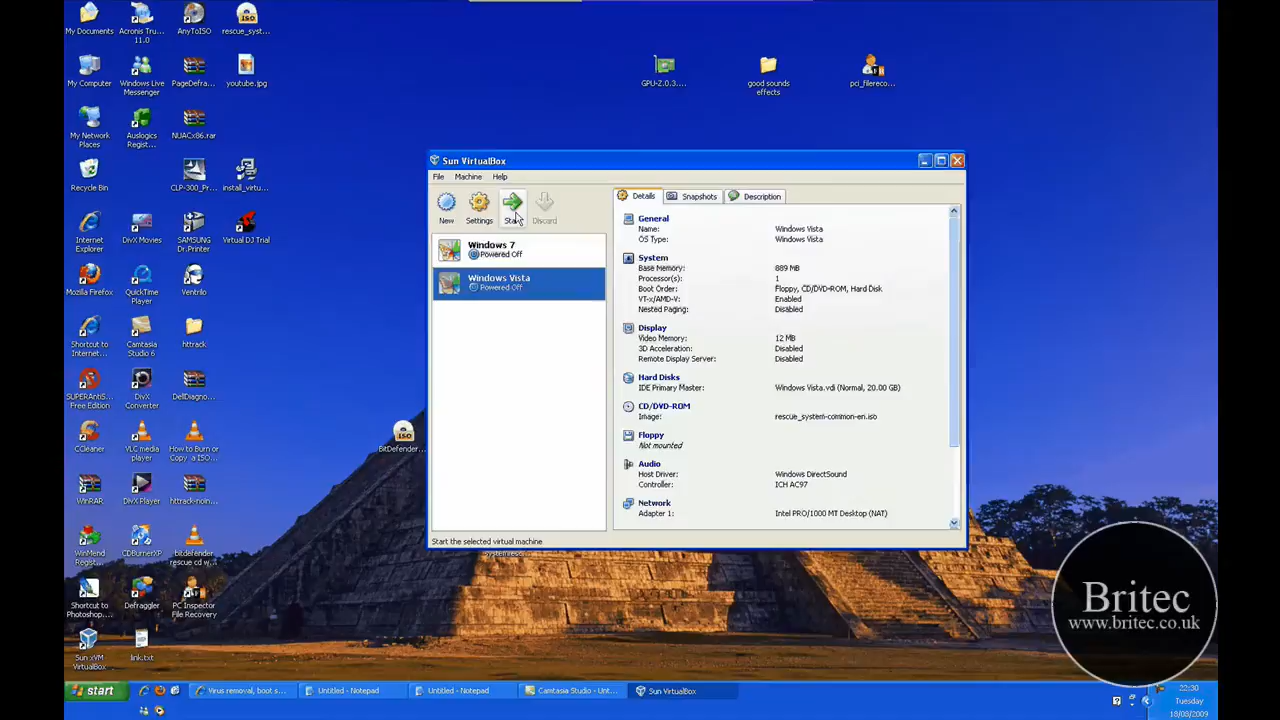 My Documents
Acronis Tru... 11.0
AnyToISO
rescue_syst...
My Computer
Windows Live Messenger
PageDefra...
youtube.jpg
GPU-Z.0.3....
good sounds effects
pci_filereco...
My Network Places
Auslogics Regist...
NUACx86.rar
Recycle Bin
CLP-300_Pr...
install_virtu...
Internet Explorer
DivX Movies
SAMSUNG Dr.Printer
Virtual DJ Trial
Mozilla Firefox
QuickTime Player
Ventrilo
Shortcut to Internet...
Camtasia Studio 6
httrack
SUPERAntiS... Free Edition
DivX Converter
DellDiagno...
CCleaner
VLC media player
How to Burn or Copy a ISO...
BitDefender...
WinRAR
DivX Player
httrack-noin...
WinMend Regist...
CDBurnerXP
bitdefender rescue cd w...
Shortcut to Photoshop....
Defraggler
PC Inspector File Recovery
Sun xVM VirtualBox
link.txt
Sun VirtualBox
File Machine Help
New Settings Start Discard
Details Snapshots Description
Windows 7
Powered Off
Windows Vista
Powered Off
General
Name: Windows Vista
OS Type: Windows Vista
System
Base Memory: 889 MB
Processor(s): 1
Boot Order: Floppy, CD/DVD-ROM, Hard Disk
VT-x/AMD-V: Enabled
Nested Paging: Disabled
Display
Video Memory: 12 MB
3D Acceleration: Disabled
Remote Display Server: Disabled
Hard Disks
IDE Primary Master: Windows Vista.vdi (Normal, 20.00 GB)
CD/DVD-ROM
Image: rescue_system-common-en.iso
Floppy
Not mounted
Audio
Host Driver: Windows DirectSound
Controller: ICH AC97
Network
Adapter 1: Intel PRO/1000 MT Desktop (NAT)
Start the selected virtual machine
Britec
www.britec.co.uk
start
Virus removal, boot s...
Untitled - Notepad
Untitled - Notepad
Camtasia Studio - Unt...
Sun VirtualBox
22:30
Tuesday
18/08/2009